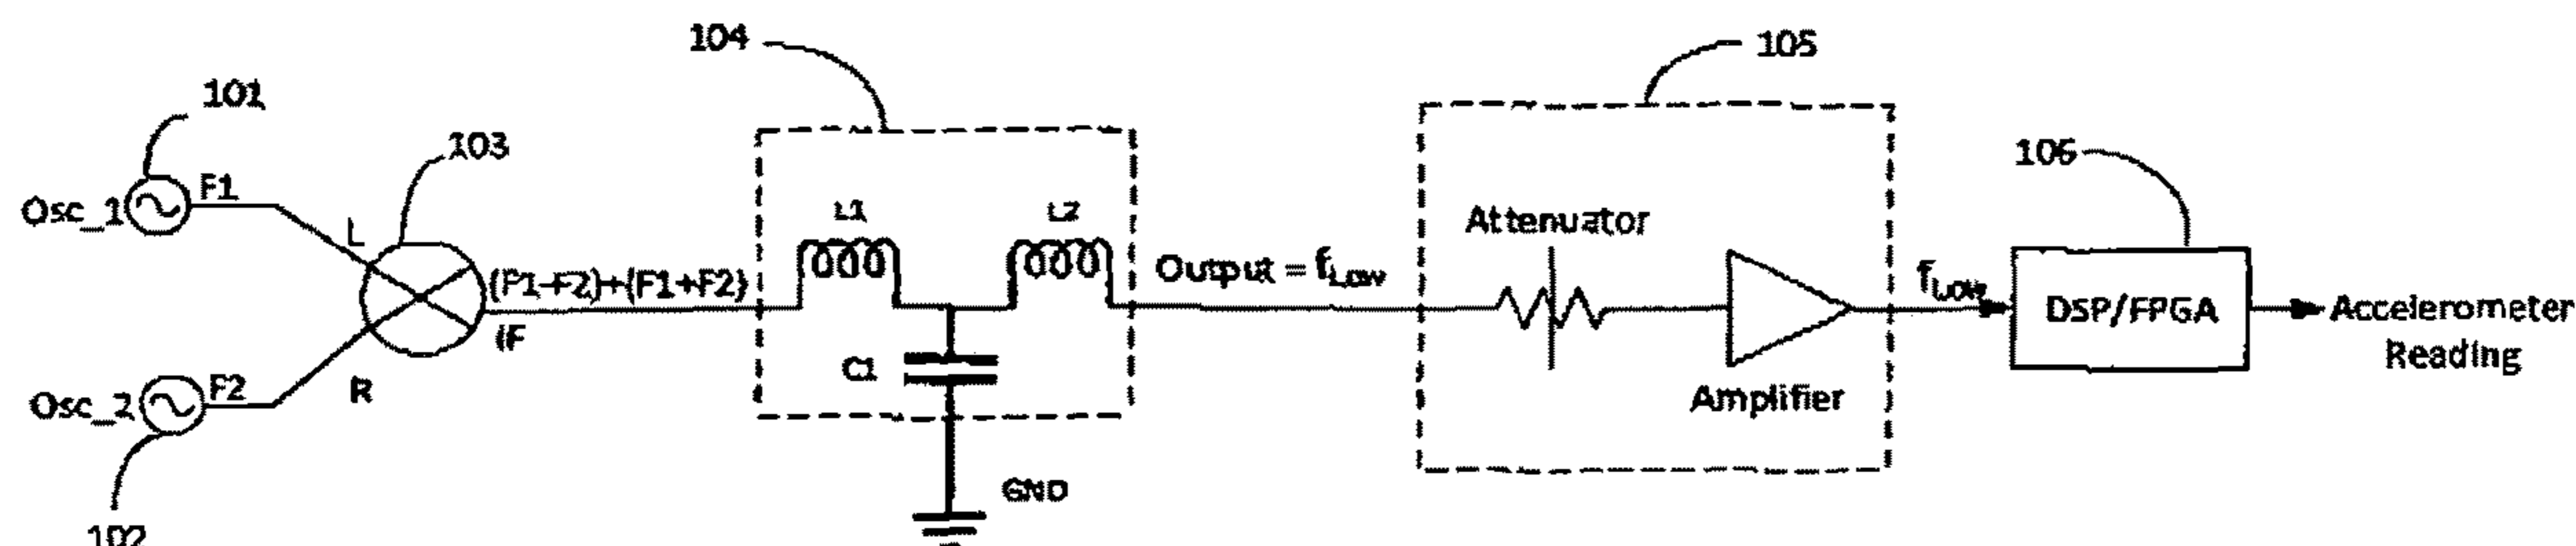 104
105
101
103
106
Osc_1
F1
L
L1
L2
Attenuator
(F1-F2)+(F1+F2)
IF
Output = fLow
fLow
DSP/FPGA
Accelerometer
Reading
C1
Osc_2
F2
R
Amplifier
GND
102